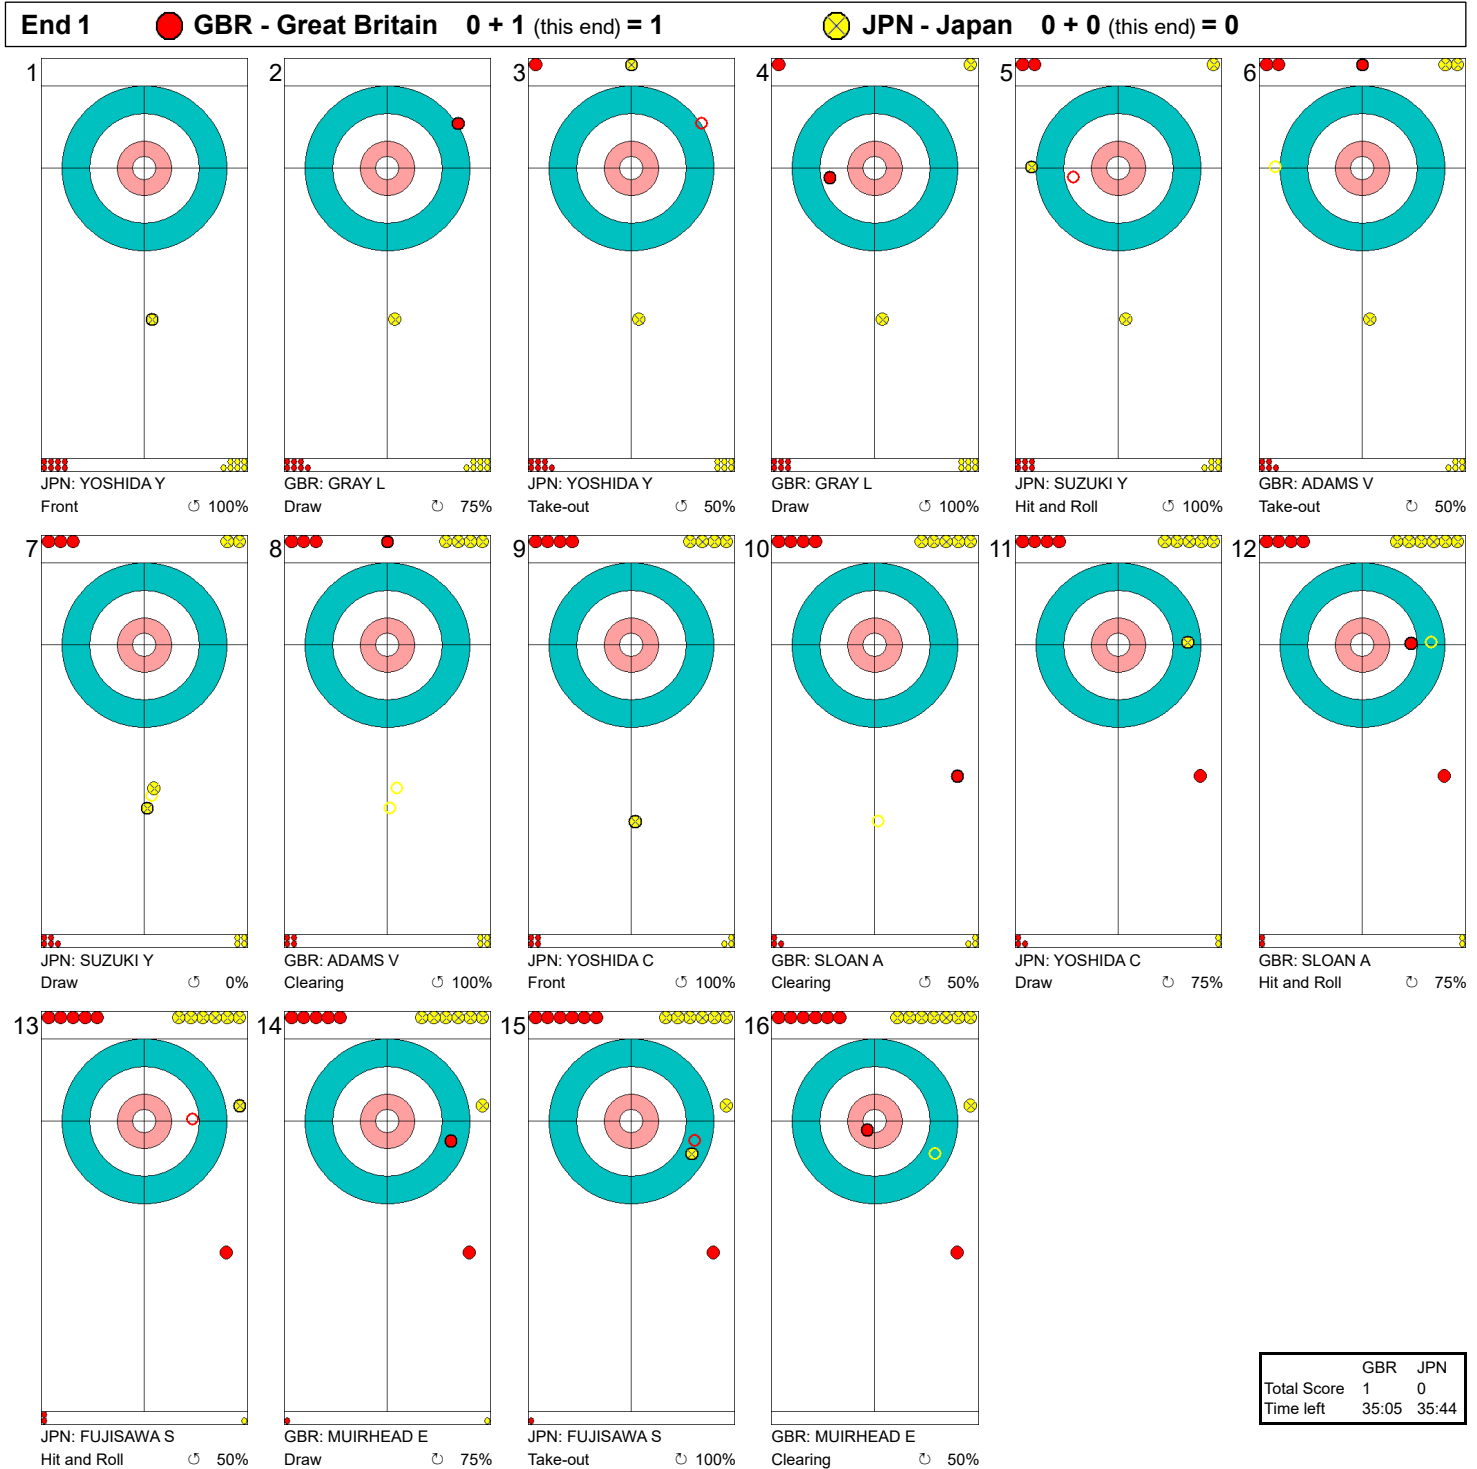 End 1 GBR - Great Britain 0 + 1 (this end) = 1 JPN - Japan 0 + 0 (this end) = 0
1 2 3 4 5 6
JPN: YOSHIDA Y GBR: GRAY L JPN: YOSHIDA Y GBR: GRAY L JPN: SUZUKI Y GBR: ADAMS V
Front ↺ 100% Draw ↻ 75% Take-out ↺ 50% Draw ↺ 100% Hit and Roll ↺ 100% Take-out ↻ 50%
7 8 9 10 11 12
JPN: SUZUKI Y GBR: ADAMS V JPN: YOSHIDA C GBR: SLOAN A JPN: YOSHIDA C GBR: SLOAN A
Draw ↺ 0% Clearing ↺ 100% Front ↺ 100% Clearing ↺ 50% Draw ↻ 75% Hit and Roll ↻ 75%
13 14 15 16
JPN: FUJISAWA S GBR: MUIRHEAD E JPN: FUJISAWA S GBR: MUIRHEAD E
Hit and Roll ↺ 50% Draw ↻ 75% Take-out ↻ 100% Clearing ↺ 50%
GBR JPN
Total Score 1 0
Time left 35:05 35:44